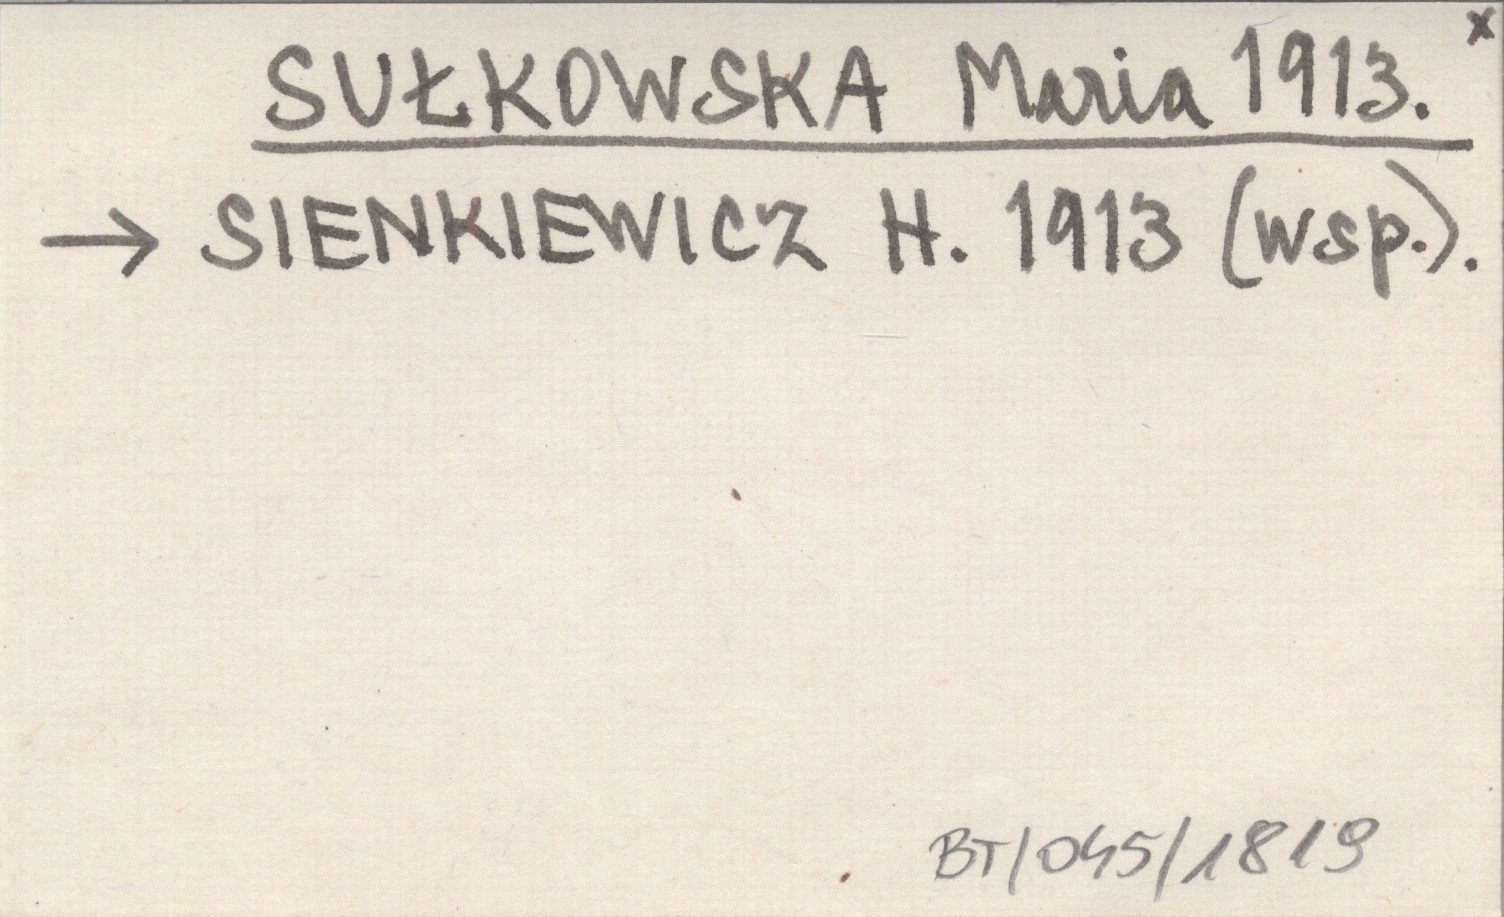 SUŁKOWSKA Maria 1913. x
→ SIENKIEWICZ H. 1913 (wsp.).
BT/045/1819